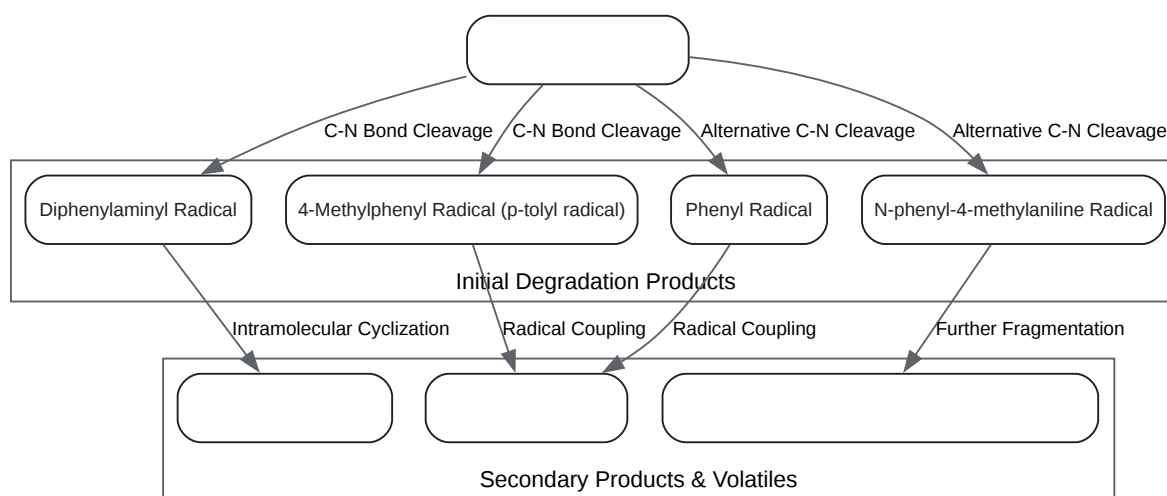 C-N Bond Cleavage
C-N Bond Cleavage
Alternative C-N Cleavage
Alternative C-N Cleavage
Diphenylaminyl Radical
4-Methylphenyl Radical (p-tolyl radical)
Phenyl Radical
N-phenyl-4-methylaniline Radical
Initial Degradation Products
Intramolecular Cyclization
Radical Coupling
Radical Coupling
Further Fragmentation
Secondary Products & Volatiles